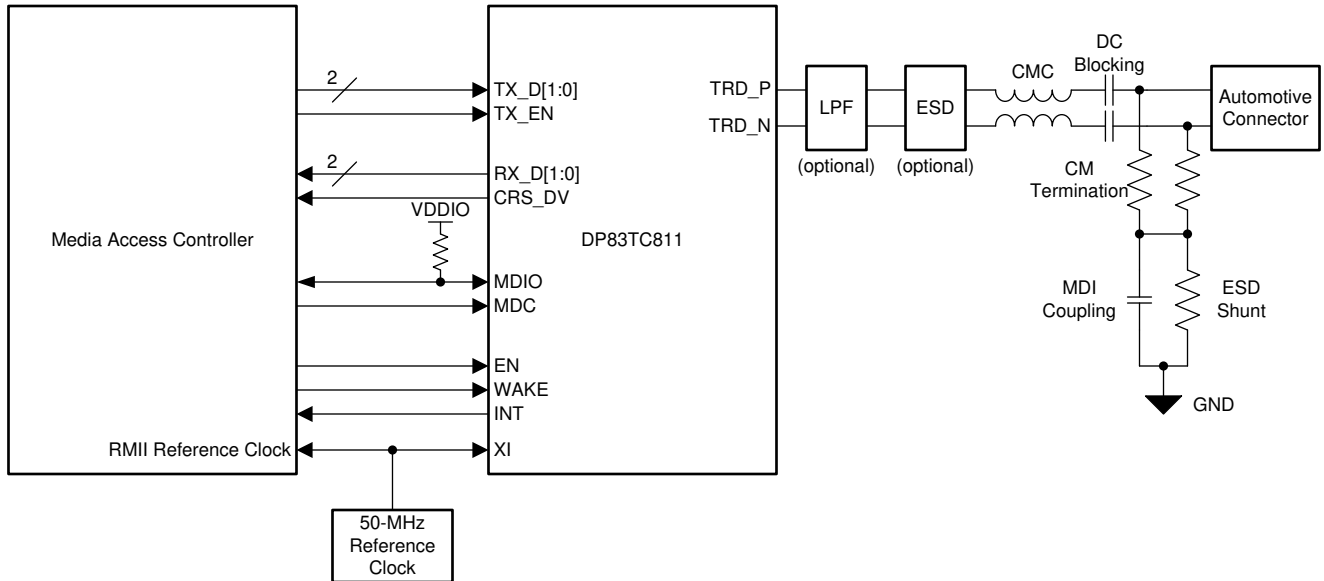 Media Access Controller
RMII Reference Clock
2
2
VDDIO
50-MHz
Reference
Clock
TX_D[1:0]
TX_EN
RX_D[1:0]
CRS_DV
MDIO
MDC
EN
WAKE
INT
XI
DP83TC811
TRD_P
TRD_N
LPF
(optional)
ESD
(optional)
CMC
DC
Blocking
Automotive
Connector
CM
Termination
MDI
Coupling
ESD
Shunt
GND